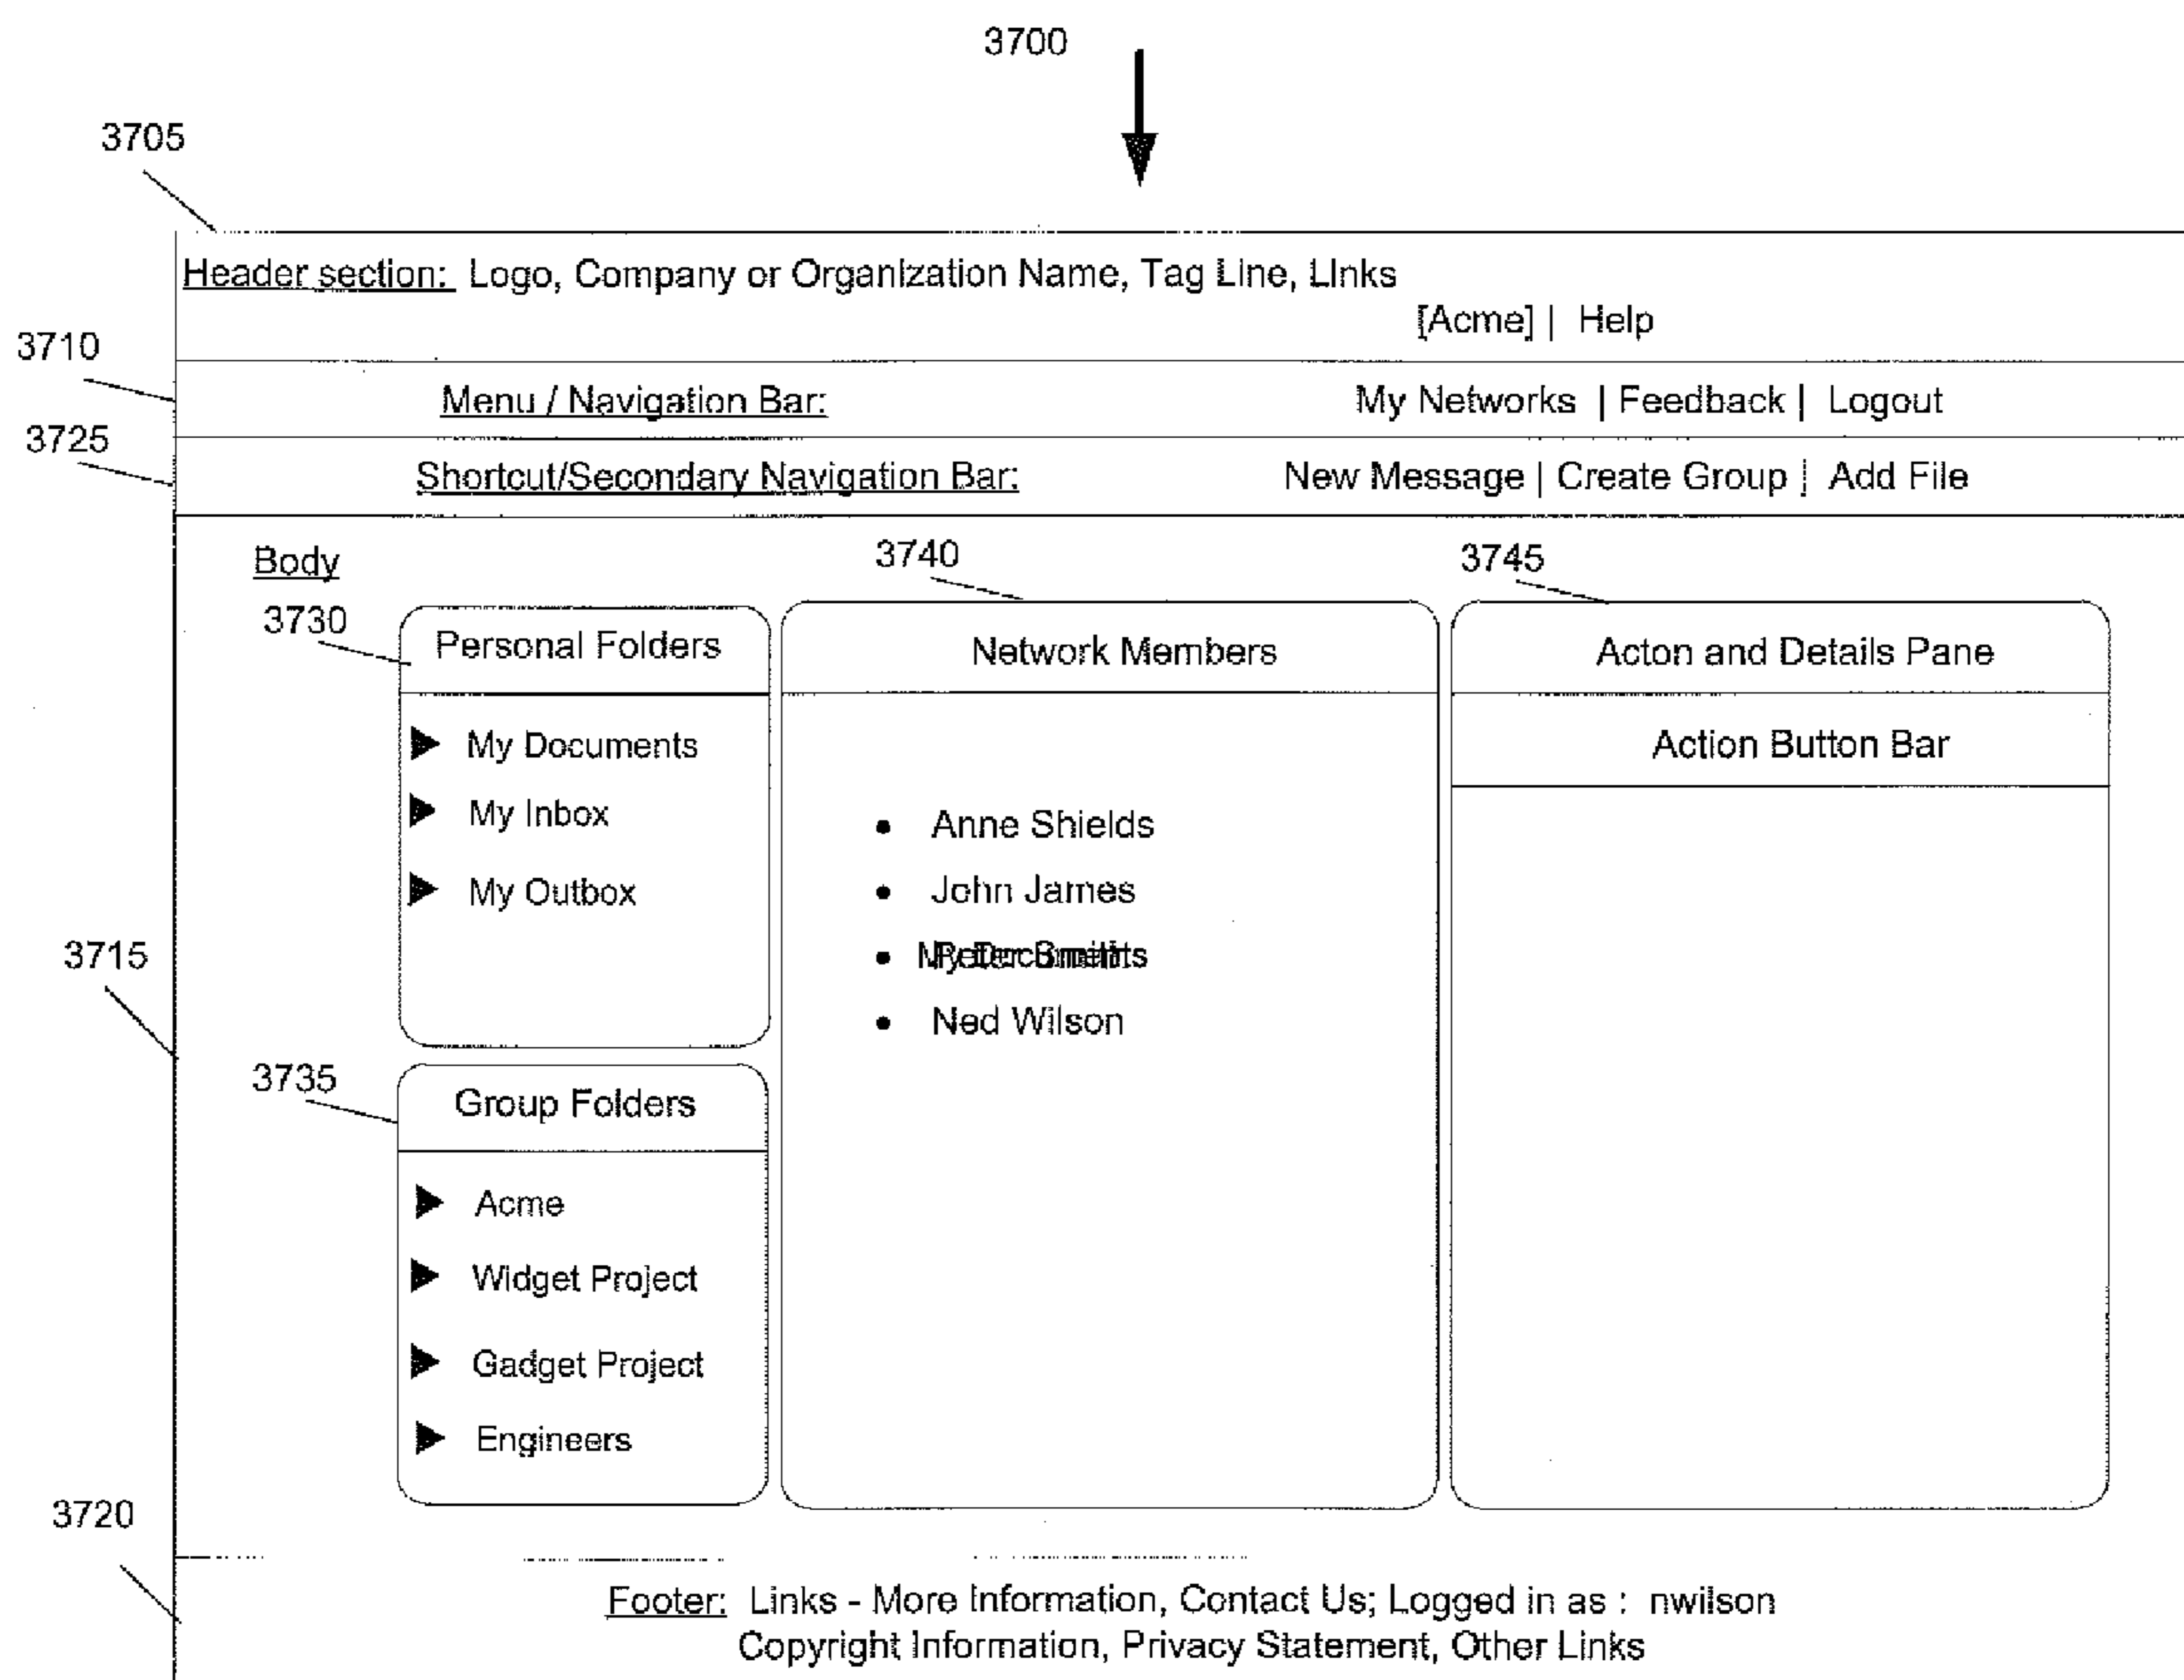 3700
3705
Header section: Logo, Company or Organization Name, Tag Line, Links
[Acme] | Help
3710
Menu / Navigation Bar: My Networks | Feedback | Logout
3725
Shortcut/Secondary Navigation Bar: New Message | Create Group | Add File
Body
3730
Personal Folders
My Documents
My Inbox
My Outbox
3715
3735
Group Folders
Acme
Widget Project
Gadget Project
Engineers
3740
Network Members
• Anne Shields
• John James
•
• Ned Wilson
3745
Acton and Details Pane
Action Button Bar
3720
Footer: Links - More Information, Contact Us; Logged in as : nwilson
Copyright Information, Privacy Statement, Other Links